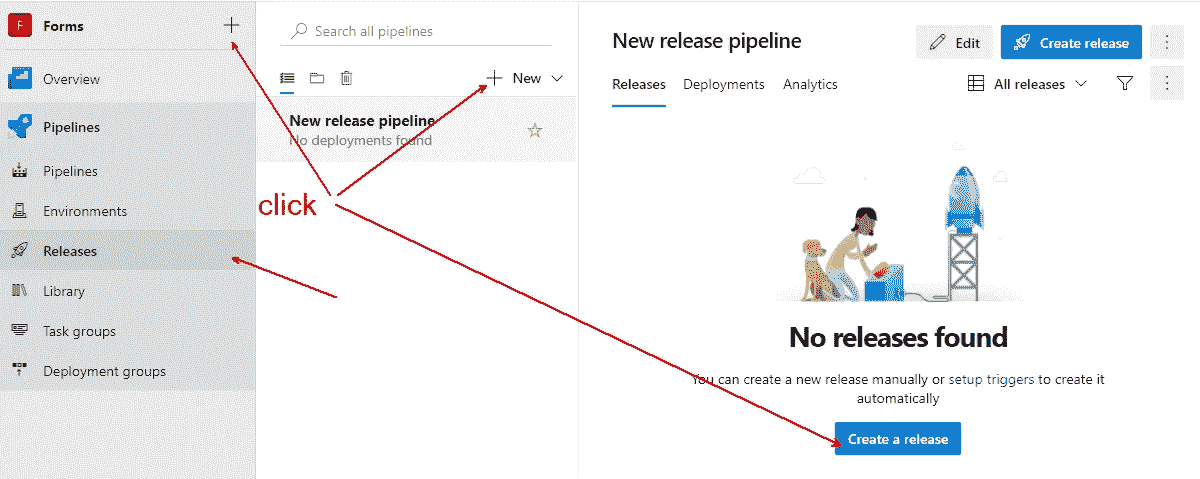 F Forms
Overview
Pipelines
Pipelines
Environments
Releases
Library
Task groups
Deployment groups
Search all pipelines
New
New release pipeline
No deployments found
click
New release pipeline
Edit
Create release
Releases Deployments Analytics
All releases
No releases found
You can create a new release manually or setup triggers to create it
automatically
Create a release